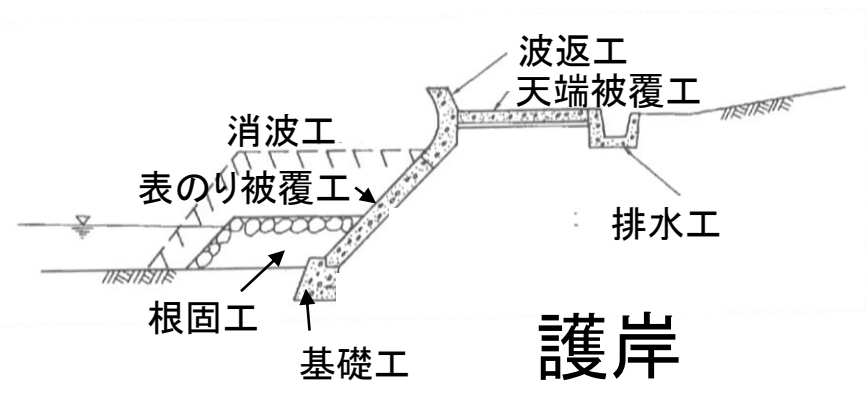 波返工
天端被覆工
消波工
表のり被覆工
排水工
根固工
基礎工
護岸